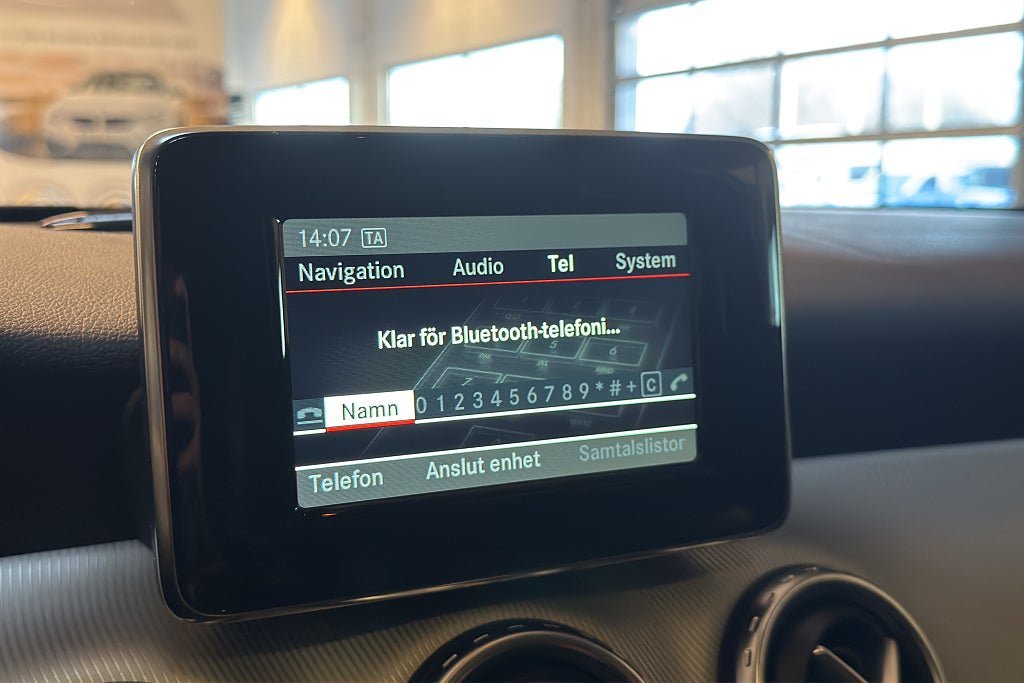 14:07 TA
Navigation Audio Tel System
Klar för Bluetooth-telefoni...
Namn 0 1 2 3 4 5 6 7 8 9 * # + C
Telefon Anslut enhet Samtalslistor